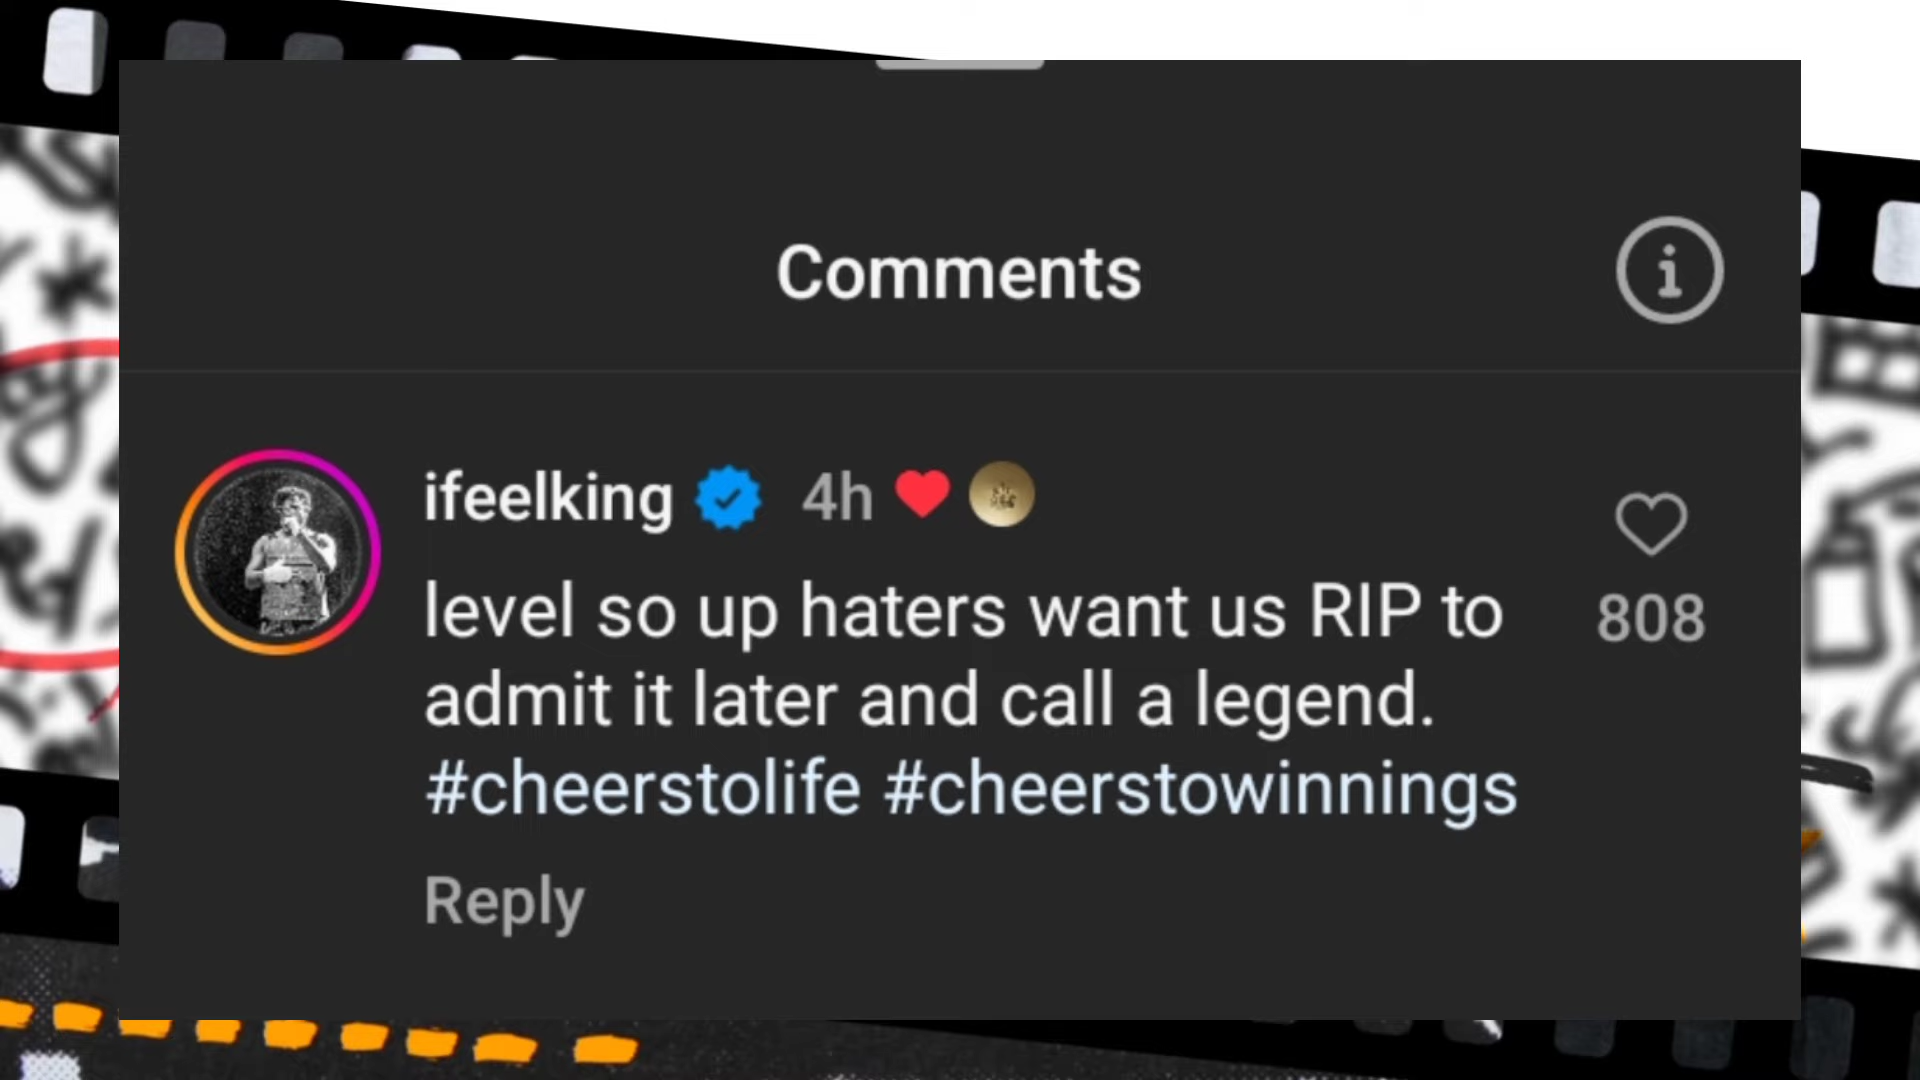 Comments
ifeelking 4h
level so up haters want us RIP to
admit it later and call a legend.
#cheerstolife #cheerstowinnings
808
Reply